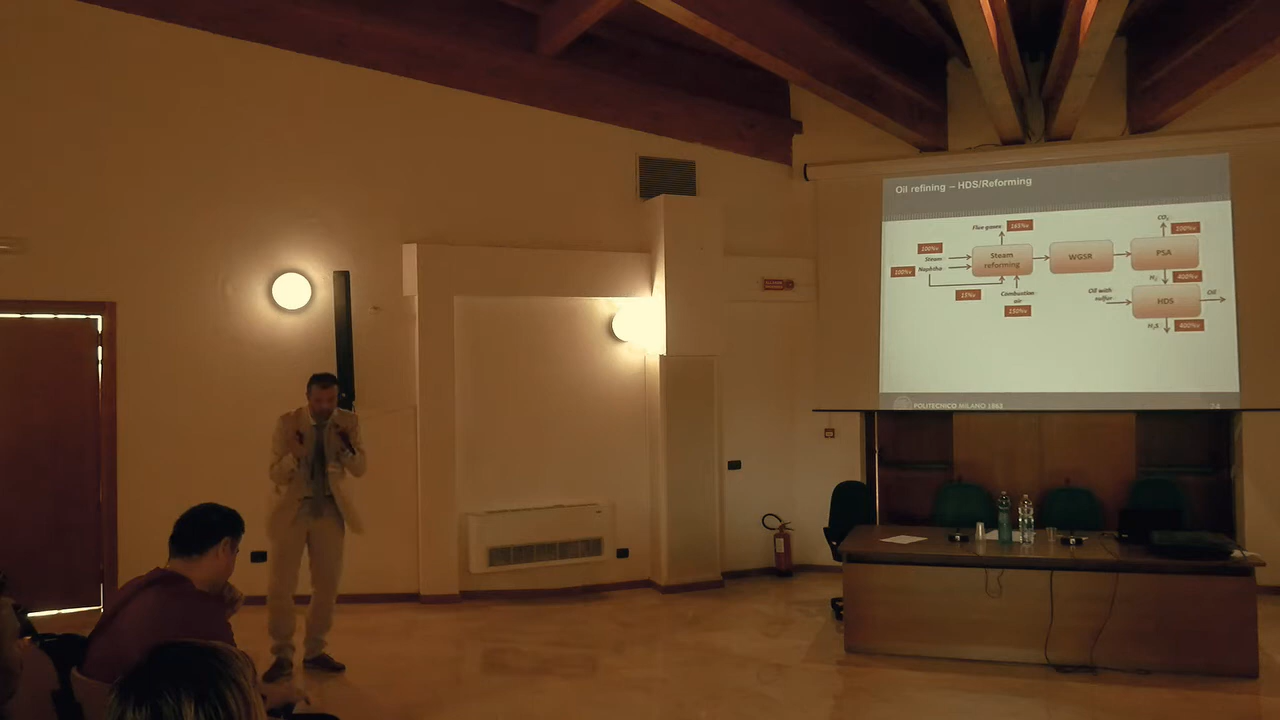 Oil refining – HDS/Reforming
CO₂
Flue gases
165%v
200%v
100%v
Steam
Steam reforming
WGSR
PSA
100%v
Naphtha
H₂
400%v
15%v
Combustion air
150%v
Oil with sulfur
HDS
Oil
H₂S
400%v
POLITECNICO MILANO 1863